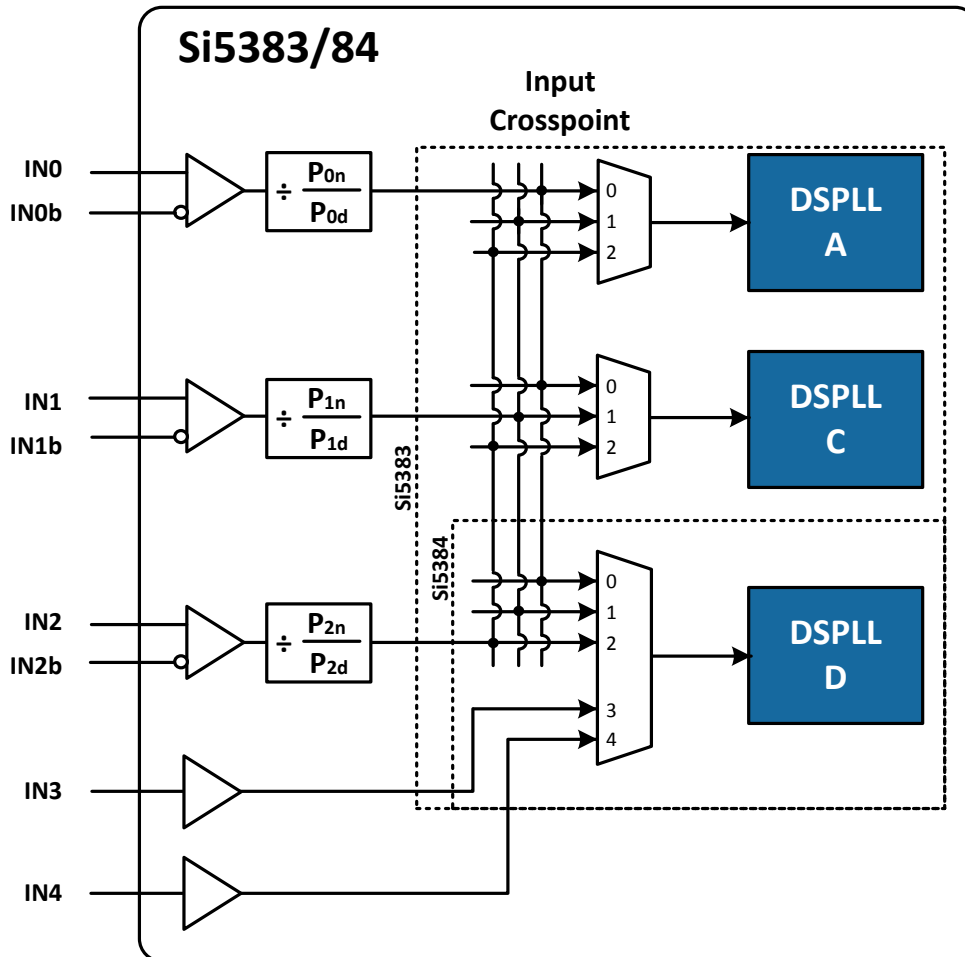 Si5383/84
Input
Crosspoint
IN0
IN0b
÷ P0n
P0d
0
1
2
DSPLL
A
IN1
IN1b
÷ P1n
P1d
0
1
2
DSPLL
C
Si5383
Si5384
IN2
IN2b
÷ P2n
P2d
0
1
2
3
4
DSPLL
D
IN3
IN4